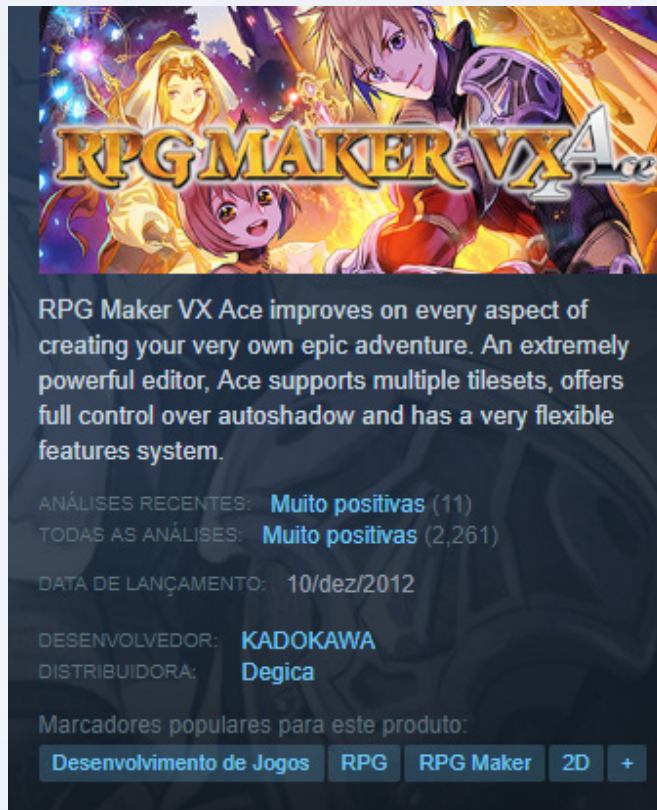 RPG MAKER VX Ace
RPG Maker VX Ace improves on every aspect of
creating your very own epic adventure. An extremely
powerful editor, Ace supports multiple tilesets, offers
full control over autoshadow and has a very flexible
features system.
ANÁLISES RECENTES: Muito positivas (11)
TODAS AS ANÁLISES: Muito positivas (2,261)
DATA DE LANÇAMENTO: 10/dez/2012
DESENVOLVEDOR: KADOKAWA
DISTRIBUIDORA: Degica
Marcadores populares para este produto:
Desenvolvimento de Jogos RPG RPG Maker 2D +